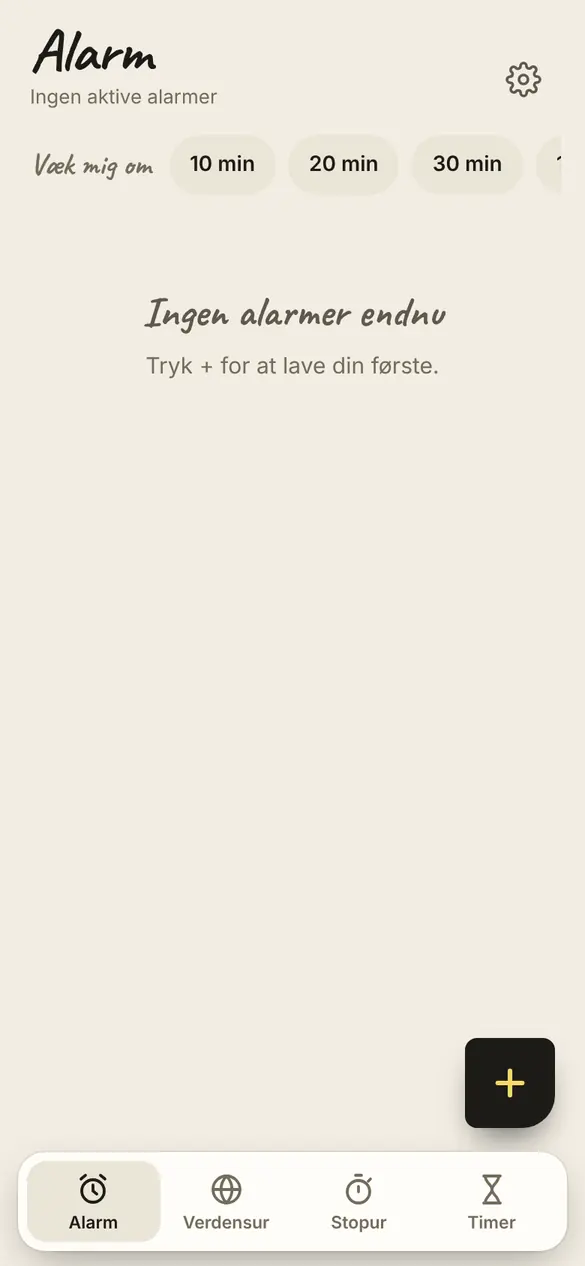 Alarm
Ingen aktive alarmer
Væk mig om 10 min 20 min 30 min
Ingen alarmer endnu
Tryk + for at lave din første.
Alarm Verdensur Stopur Timer